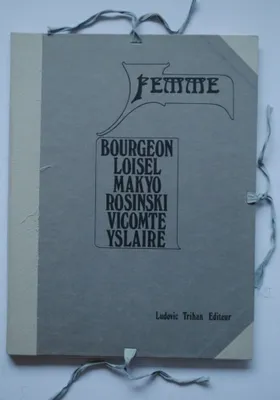 FEMME
BOURGEON
LOISEL
MAKYO
ROSINSKI
VICOMTE
YSLAIRE
Ludovic Trihan Editeur